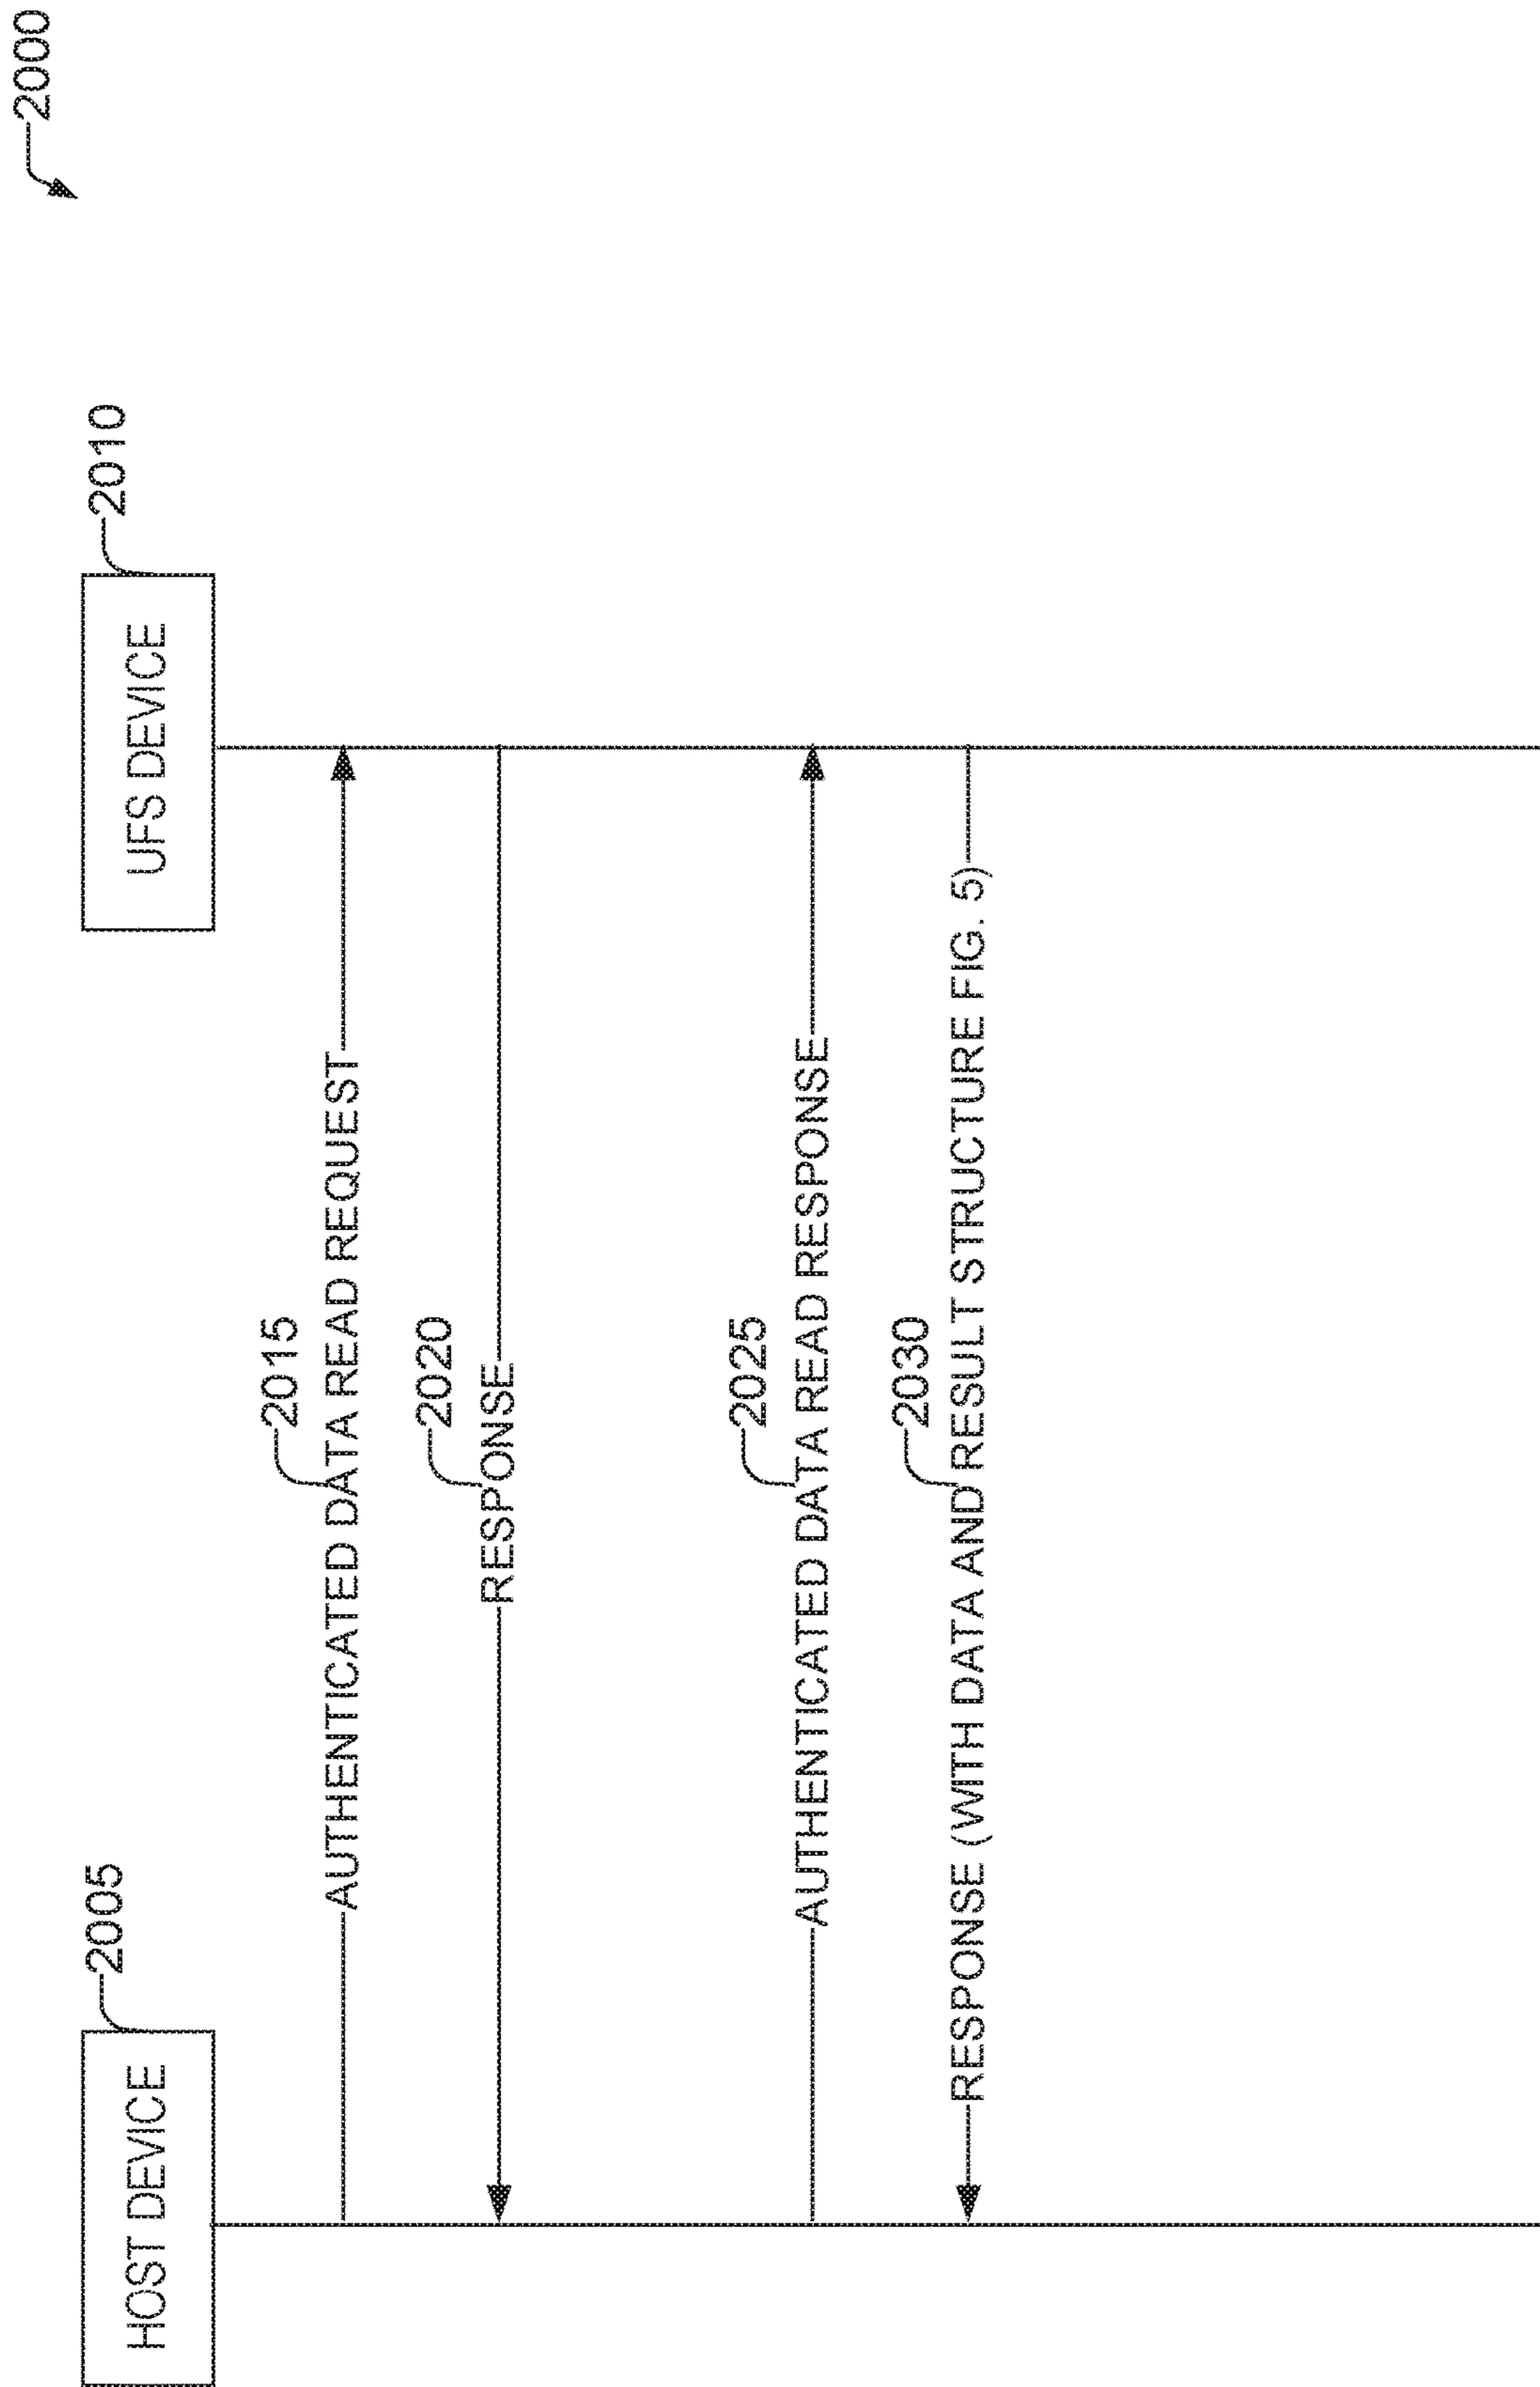 2000
HOST DEVICE
2005
UFS DEVICE
2010
2015
AUTHENTICATED DATA READ REQUEST
2020
RESPONSE
2025
AUTHENTICATED DATA READ RESPONSE
2030
RESPONSE (WITH DATA AND RESULT STRUCTURE FIG. 5)